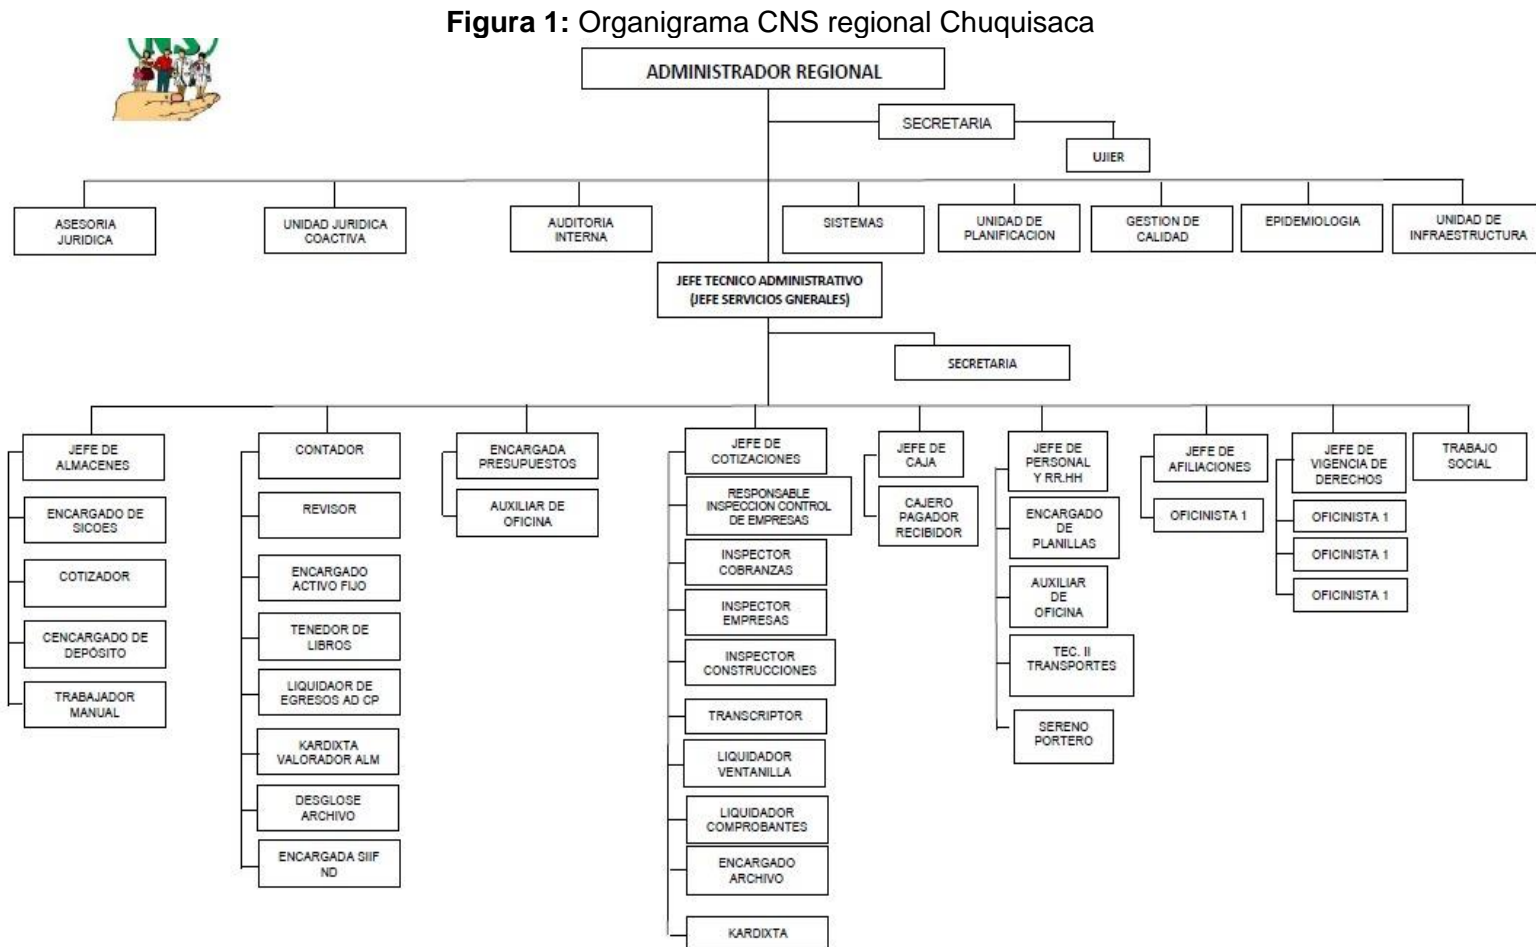 Figura 1: Organigrama CNS regional Chuquisaca
CNS
ADMINISTRADOR REGIONAL
SECRETARIA
UJIER
ASESORIA
JURIDICA
UNIDAD JURIDICA
COACTIVA
AUDITORIA
INTERNA
SISTEMAS
UNIDAD DE
PLANIFICACION
GESTION DE
CALIDAD
EPIDEMIOLOGIA
UNIDAD DE
INFRAESTRUCTURA
JEFE TECNICO ADMINISTRATIVO
(JEFE SERVICIOS GNERALES)
SECRETARIA
JEFE DE
ALMACENES
ENCARGADO DE
SICOES
COTIZADOR
CENCARGADO DE
DEPÓSITO
TRABAJADOR
MANUAL
CONTADOR
REVISOR
ENCARGADO
ACTIVO FIJO
TENEDOR DE
LIBROS
LIQUIDAOR DE
EGRESOS AD CP
KARDIXTA
VALORADOR ALM
DESGLOSE
ARCHIVO
ENCARGADA SIIF
ND
ENCARGADA
PRESUPUESTOS
AUXILIAR DE
OFICINA
JEFE DE
COTIZACIONES
RESPONSABLE
INSPECCION CONTROL
DE EMPRESAS
INSPECTOR
COBRANZAS
INSPECTOR
EMPRESAS
INSPECTOR
CONSTRUCCIONES
TRANSCRIPTOR
LIQUIDADOR
VENTANILLA
LIQUIDADOR
COMPROBANTES
ENCARGADO
ARCHIVO
KARDIXTA
JEFE DE
CAJA
CAJERO
PAGADOR
RECIBIDOR
JEFE DE
PERSONAL
Y RR.HH
ENCARGADO
DE
PLANILLAS
AUXILIAR
DE
OFICINA
TEC. II
TRANSPORTES
SERENO
PORTERO
JEFE DE
AFILIACIONES
OFICINISTA 1
JEFE DE
VIGENCIA DE
DERECHOS
OFICINISTA 1
OFICINISTA 1
OFICINISTA 1
TRABAJO
SOCIAL